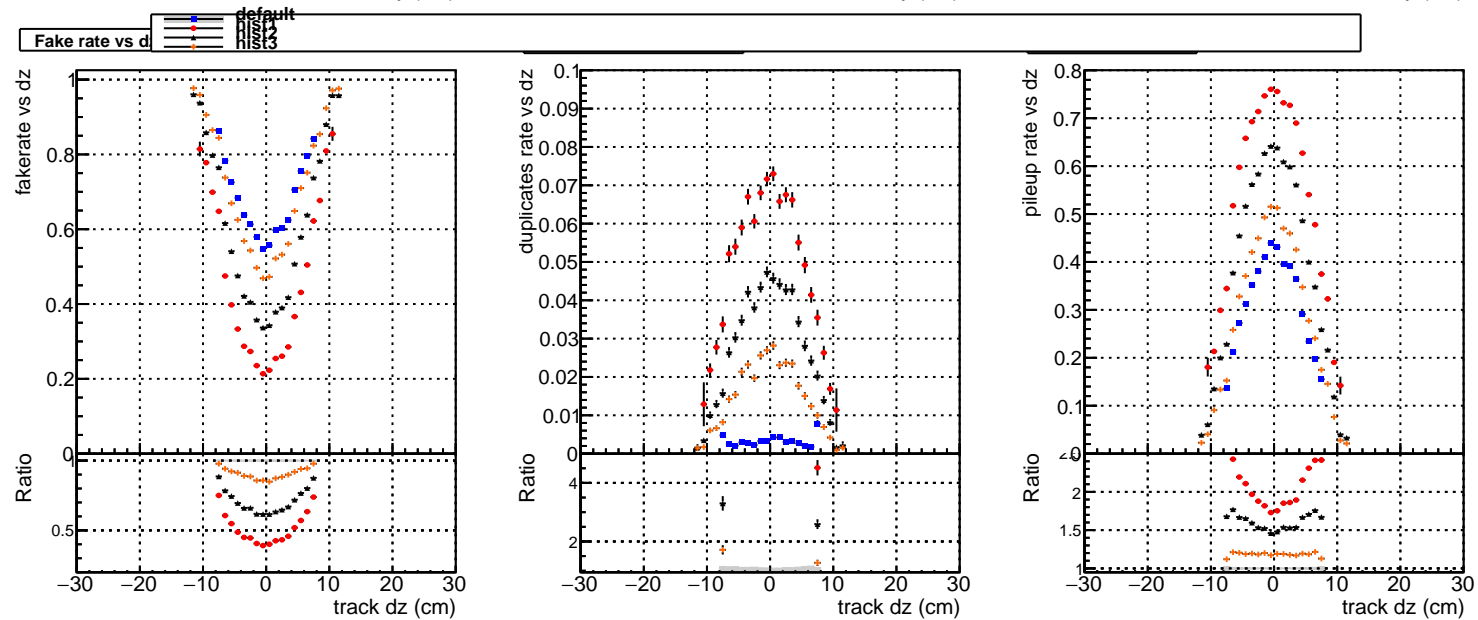 default
hist1
hist2
hist3
Fake rate vs dz
fakerate vs dz
1
0.8
0.6
0.4
0.2
0
Ratio
1
0.5
−30 −20 −10 0 10 20 30
track dz (cm)
duplicates rate vs dz
0.1
0.09
0.08
0.07
0.06
0.05
0.04
0.03
0.02
0.01
0
Ratio
4
2
−30 −20 −10 0 10 20 30
track dz (cm)
pileup rate vs dz
0.8
0.7
0.6
0.5
0.4
0.3
0.2
0.1
0
Ratio
2
1.5
1
−30 −20 −10 0 10 20 30
track dz (cm)